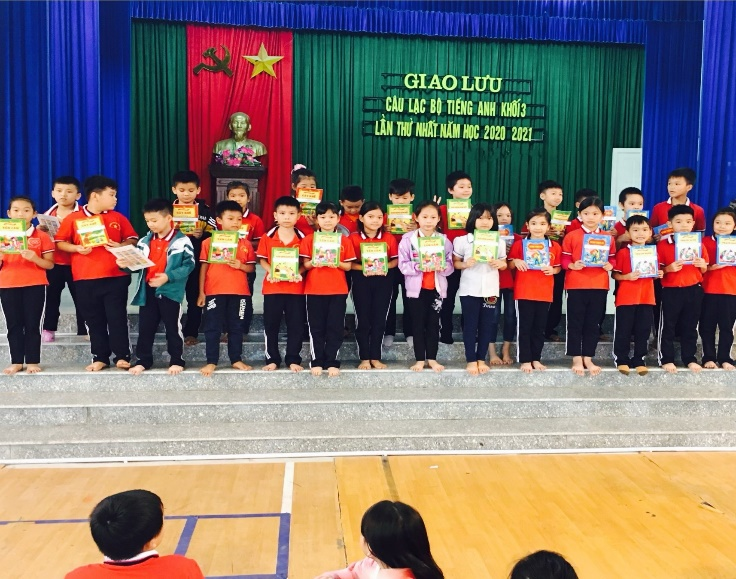 GIAO LƯU
CÂU LẠC BỘ TIẾNG ANH KHỐI 3
LẦN THỨ NHẤT NĂM HỌC 2020 2021